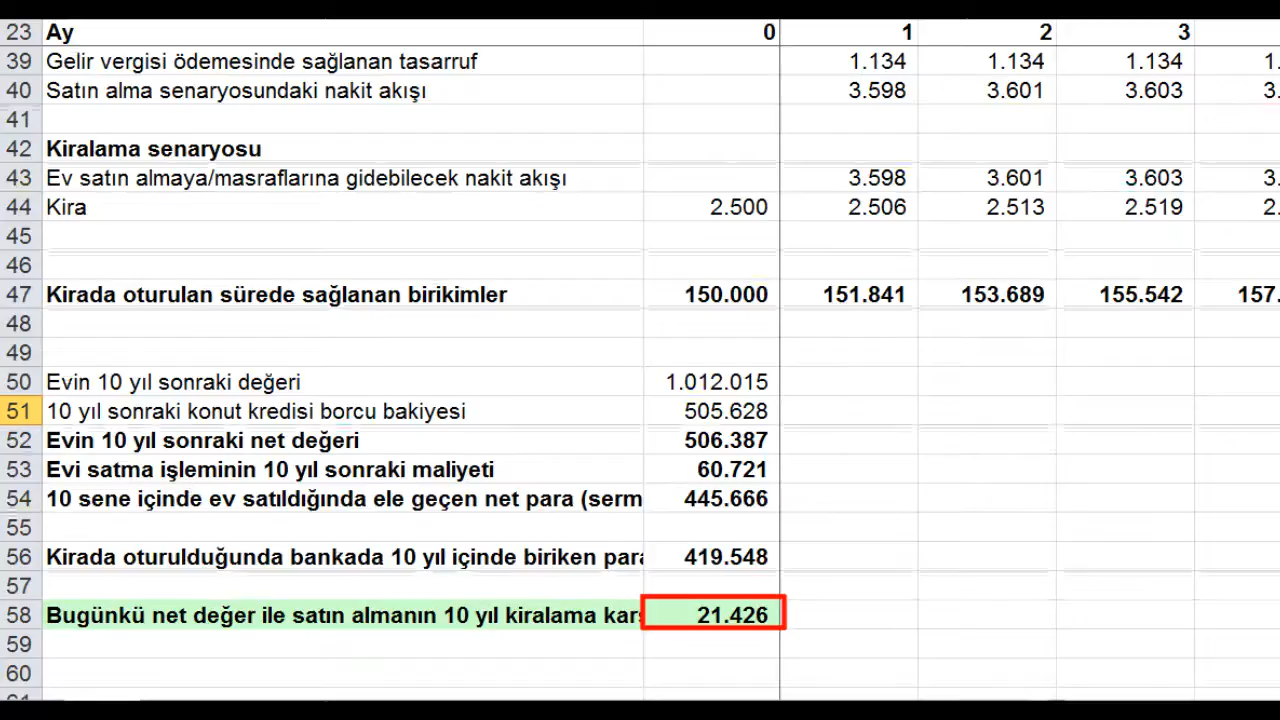 23 Ay 0 1 2 3
39 Gelir vergisi ödemesinde sağlanan tasarruf 1.134 1.134 1.134 1.
40 Satın alma senaryosundaki nakit akışı 3.598 3.601 3.603 3.
41
42 Kiralama senaryosu
43 Ev satın almaya/masraflarına gidebilecek nakit akışı 3.598 3.601 3.603 3.
44 Kira 2.500 2.506 2.513 2.519 2.
45
46
47 Kirada oturulan sürede sağlanan birikimler 150.000 151.841 153.689 155.542 157.
48
49
50 Evin 10 yıl sonraki değeri 1.012.015
51 10 yıl sonraki konut kredisi borcu bakiyesi 505.628
52 Evin 10 yıl sonraki net değeri 506.387
53 Evi satma işleminin 10 yıl sonraki maliyeti 60.721
54 10 sene içinde ev satıldığında ele geçen net para (serm 445.666
55
56 Kirada oturulduğunda bankada 10 yıl içinde biriken para 419.548
57
58 Bugünkü net değer ile satın almanın 10 yıl kiralama karş 21.426
59
60